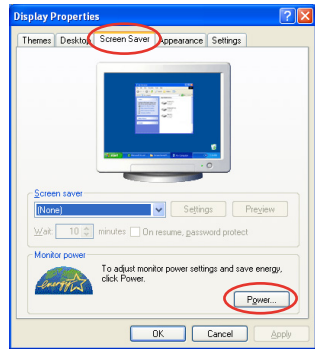 Display Properties
Themes Desktop Screen Saver Appearance Settings
Screen saver
(None) Settings Preview
Wait: 10 minutes On resume, password protect
Monitor power
To adjust monitor power settings and save energy,
click Power.
energy
Power...
OK Cancel Apply